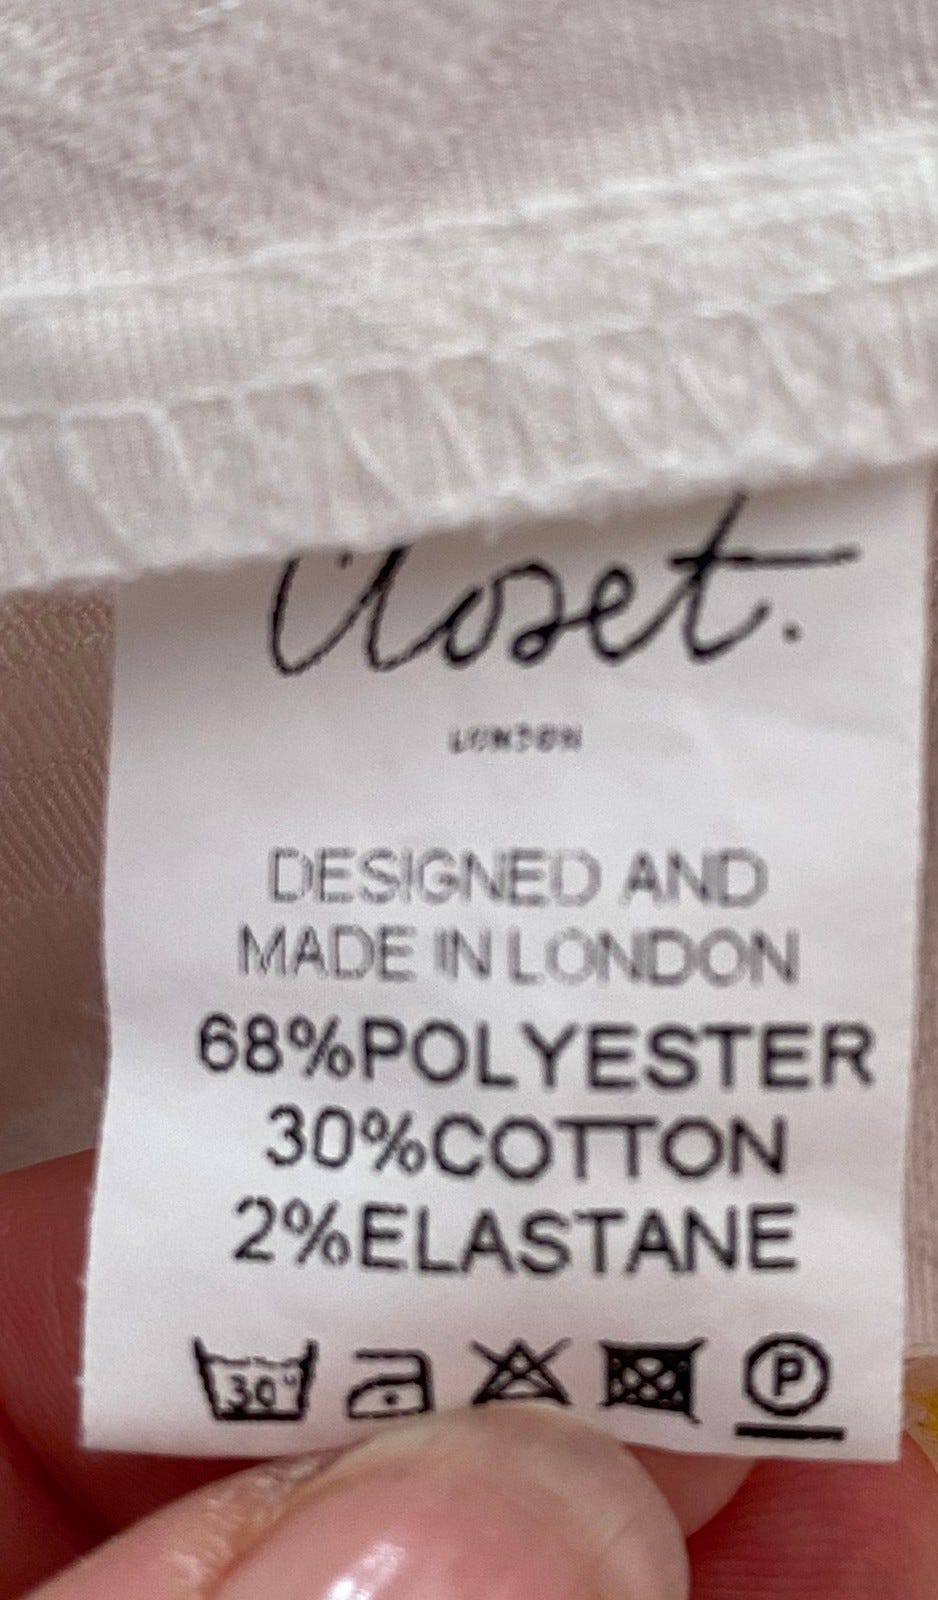 Closet.
LONDON
DESIGNED AND
MADE IN LONDON
68%POLYESTER
30%COTTON
2%ELASTANE
30°
P